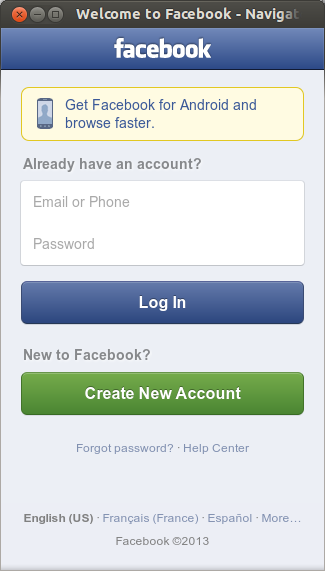 Welcome to Facebook - Navigat
facebook
Get Facebook for Android and
browse faster.
Already have an account?
Email or Phone
Password
Log In
New to Facebook?
Create New Account
Forgot password? · Help Center
English (US) · Français (France) · Español · More…
Facebook ©2013